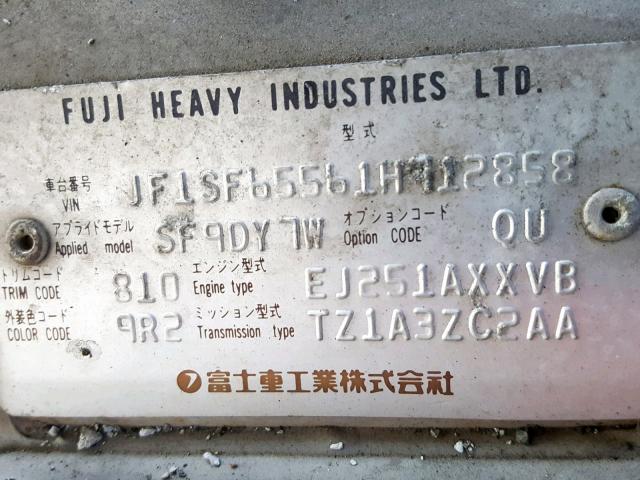 FUJI HEAVY INDUSTRIES LTD.
型式
車台番号 VIN JF1SF65561H712858
アプライドモデル Applied model SF9DY7W オプションコード Option CODE QU
トリムコード TRIM CODE 810 エンジン型式 Engine type EJ251AXXVB
外装色コード COLOR CODE 9R2 ミッション型式 Transmission type TZ1A3ZC2AA
富士重工業株式会社